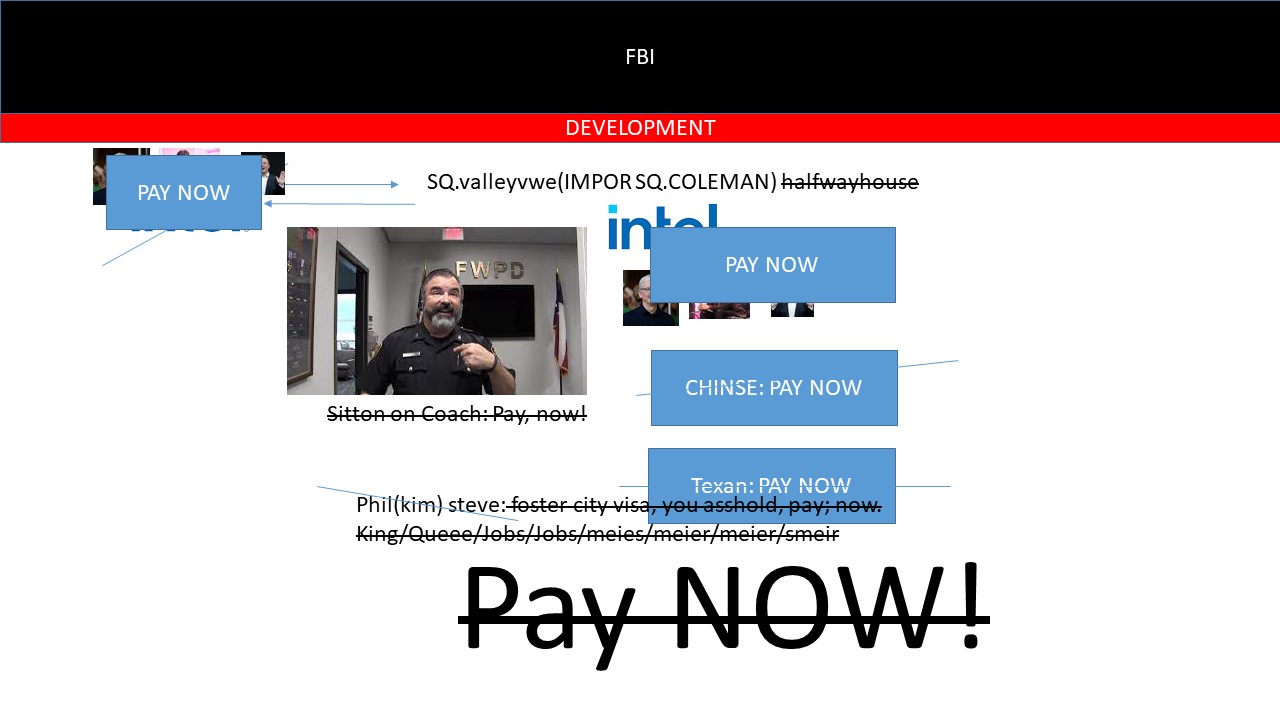 FBI
DEVELOPMENT
PAY NOW
SQ.valleyvwe(IMPOR SQ.COLEMAN) halfwayhouse
intel
PAY NOW
FWPD
CHINSE: PAY NOW
Sitton on Coach: Pay, now!
Texan: PAY NOW
Phil(kim) steve: foster city visa, you asshold, pay; now.
King/Queee/Jobs/Jobs/meies/meier/meier/smeir
Pay NOW!